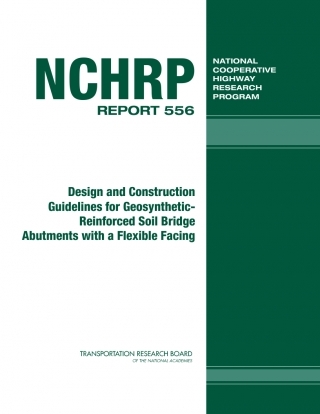 NCHRP
REPORT 556
NATIONAL
COOPERATIVE
HIGHWAY
RESEARCH
PROGRAM
Design and Construction
Guidelines for Geosynthetic-
Reinforced Soil Bridge
Abutments with a Flexible Facing
TRANSPORTATION RESEARCH BOARD
OF THE NATIONAL ACADEMIES